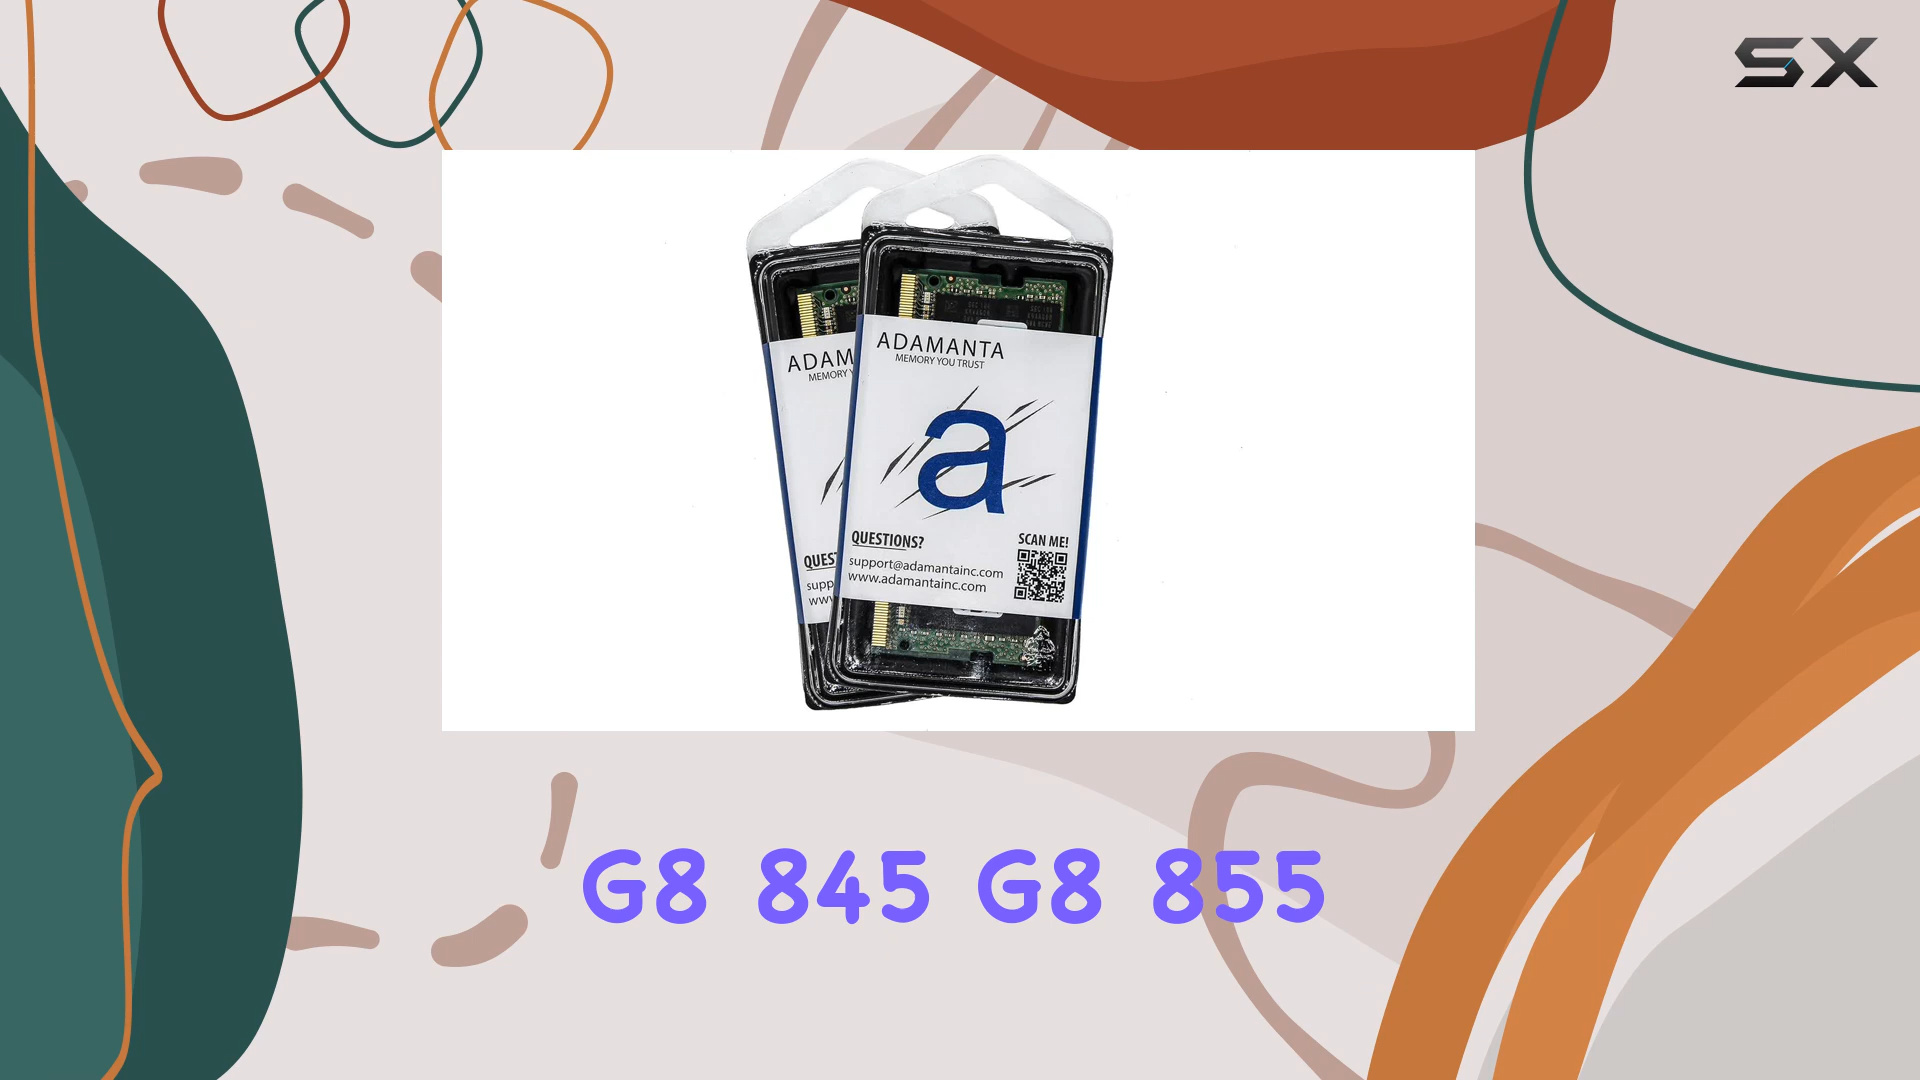 SX
ADAM
MEMORY Y
ADAMANTA
MEMORY YOU TRUST
a
QUESTIONS?
SCAN ME!
support@adamantainc.com
www.adamantainc.com
QUES
supp
www
G8 845 G8 855